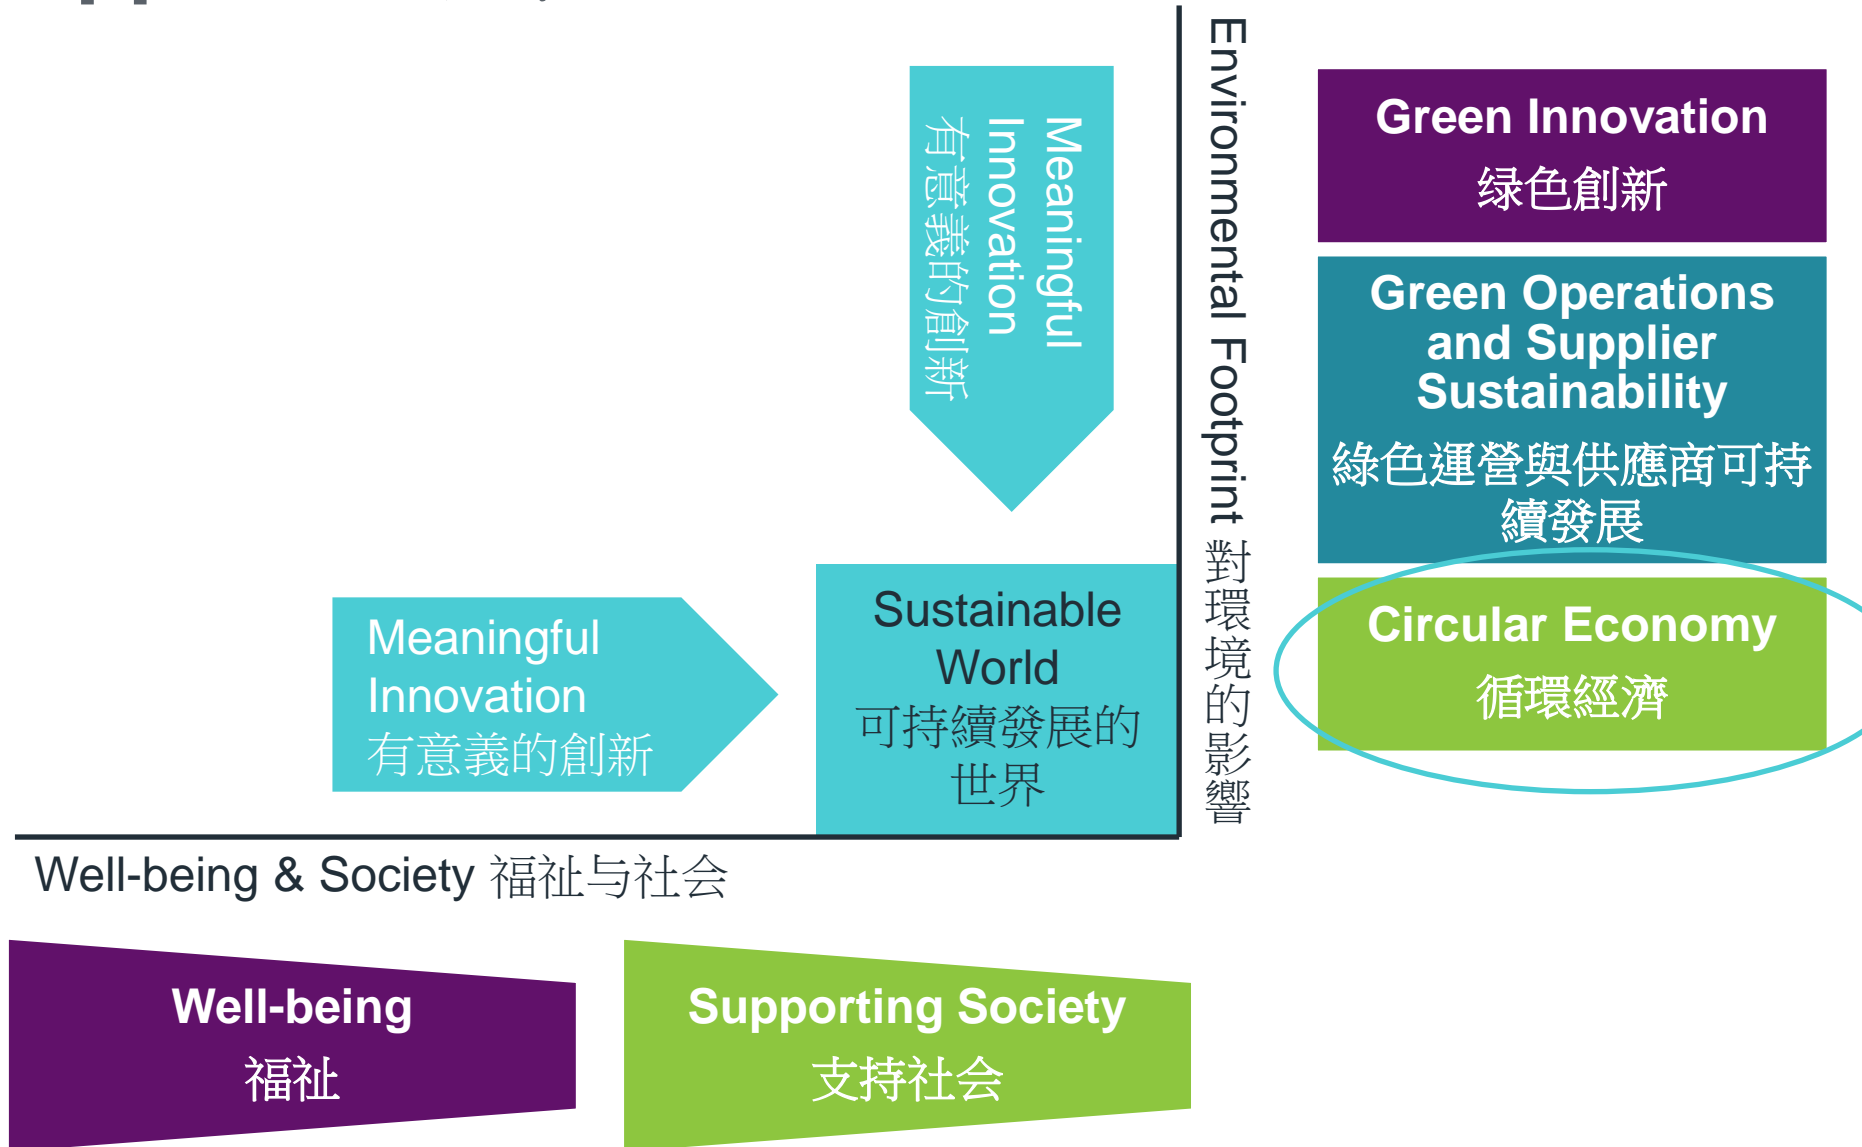 Meaningful
Innovation
有意義的創新
Environmental Footprint 對環境的影響
Green Innovation
绿色創新
Green Operations
and Supplier
Sustainability
綠色運營與供應商可持
續發展
Circular Economy
循環經濟
Meaningful
Innovation
有意義的創新
Sustainable
World
可持續發展的
世界
Well-being & Society 福祉与社会
Well-being
福祉
Supporting Society
支持社会